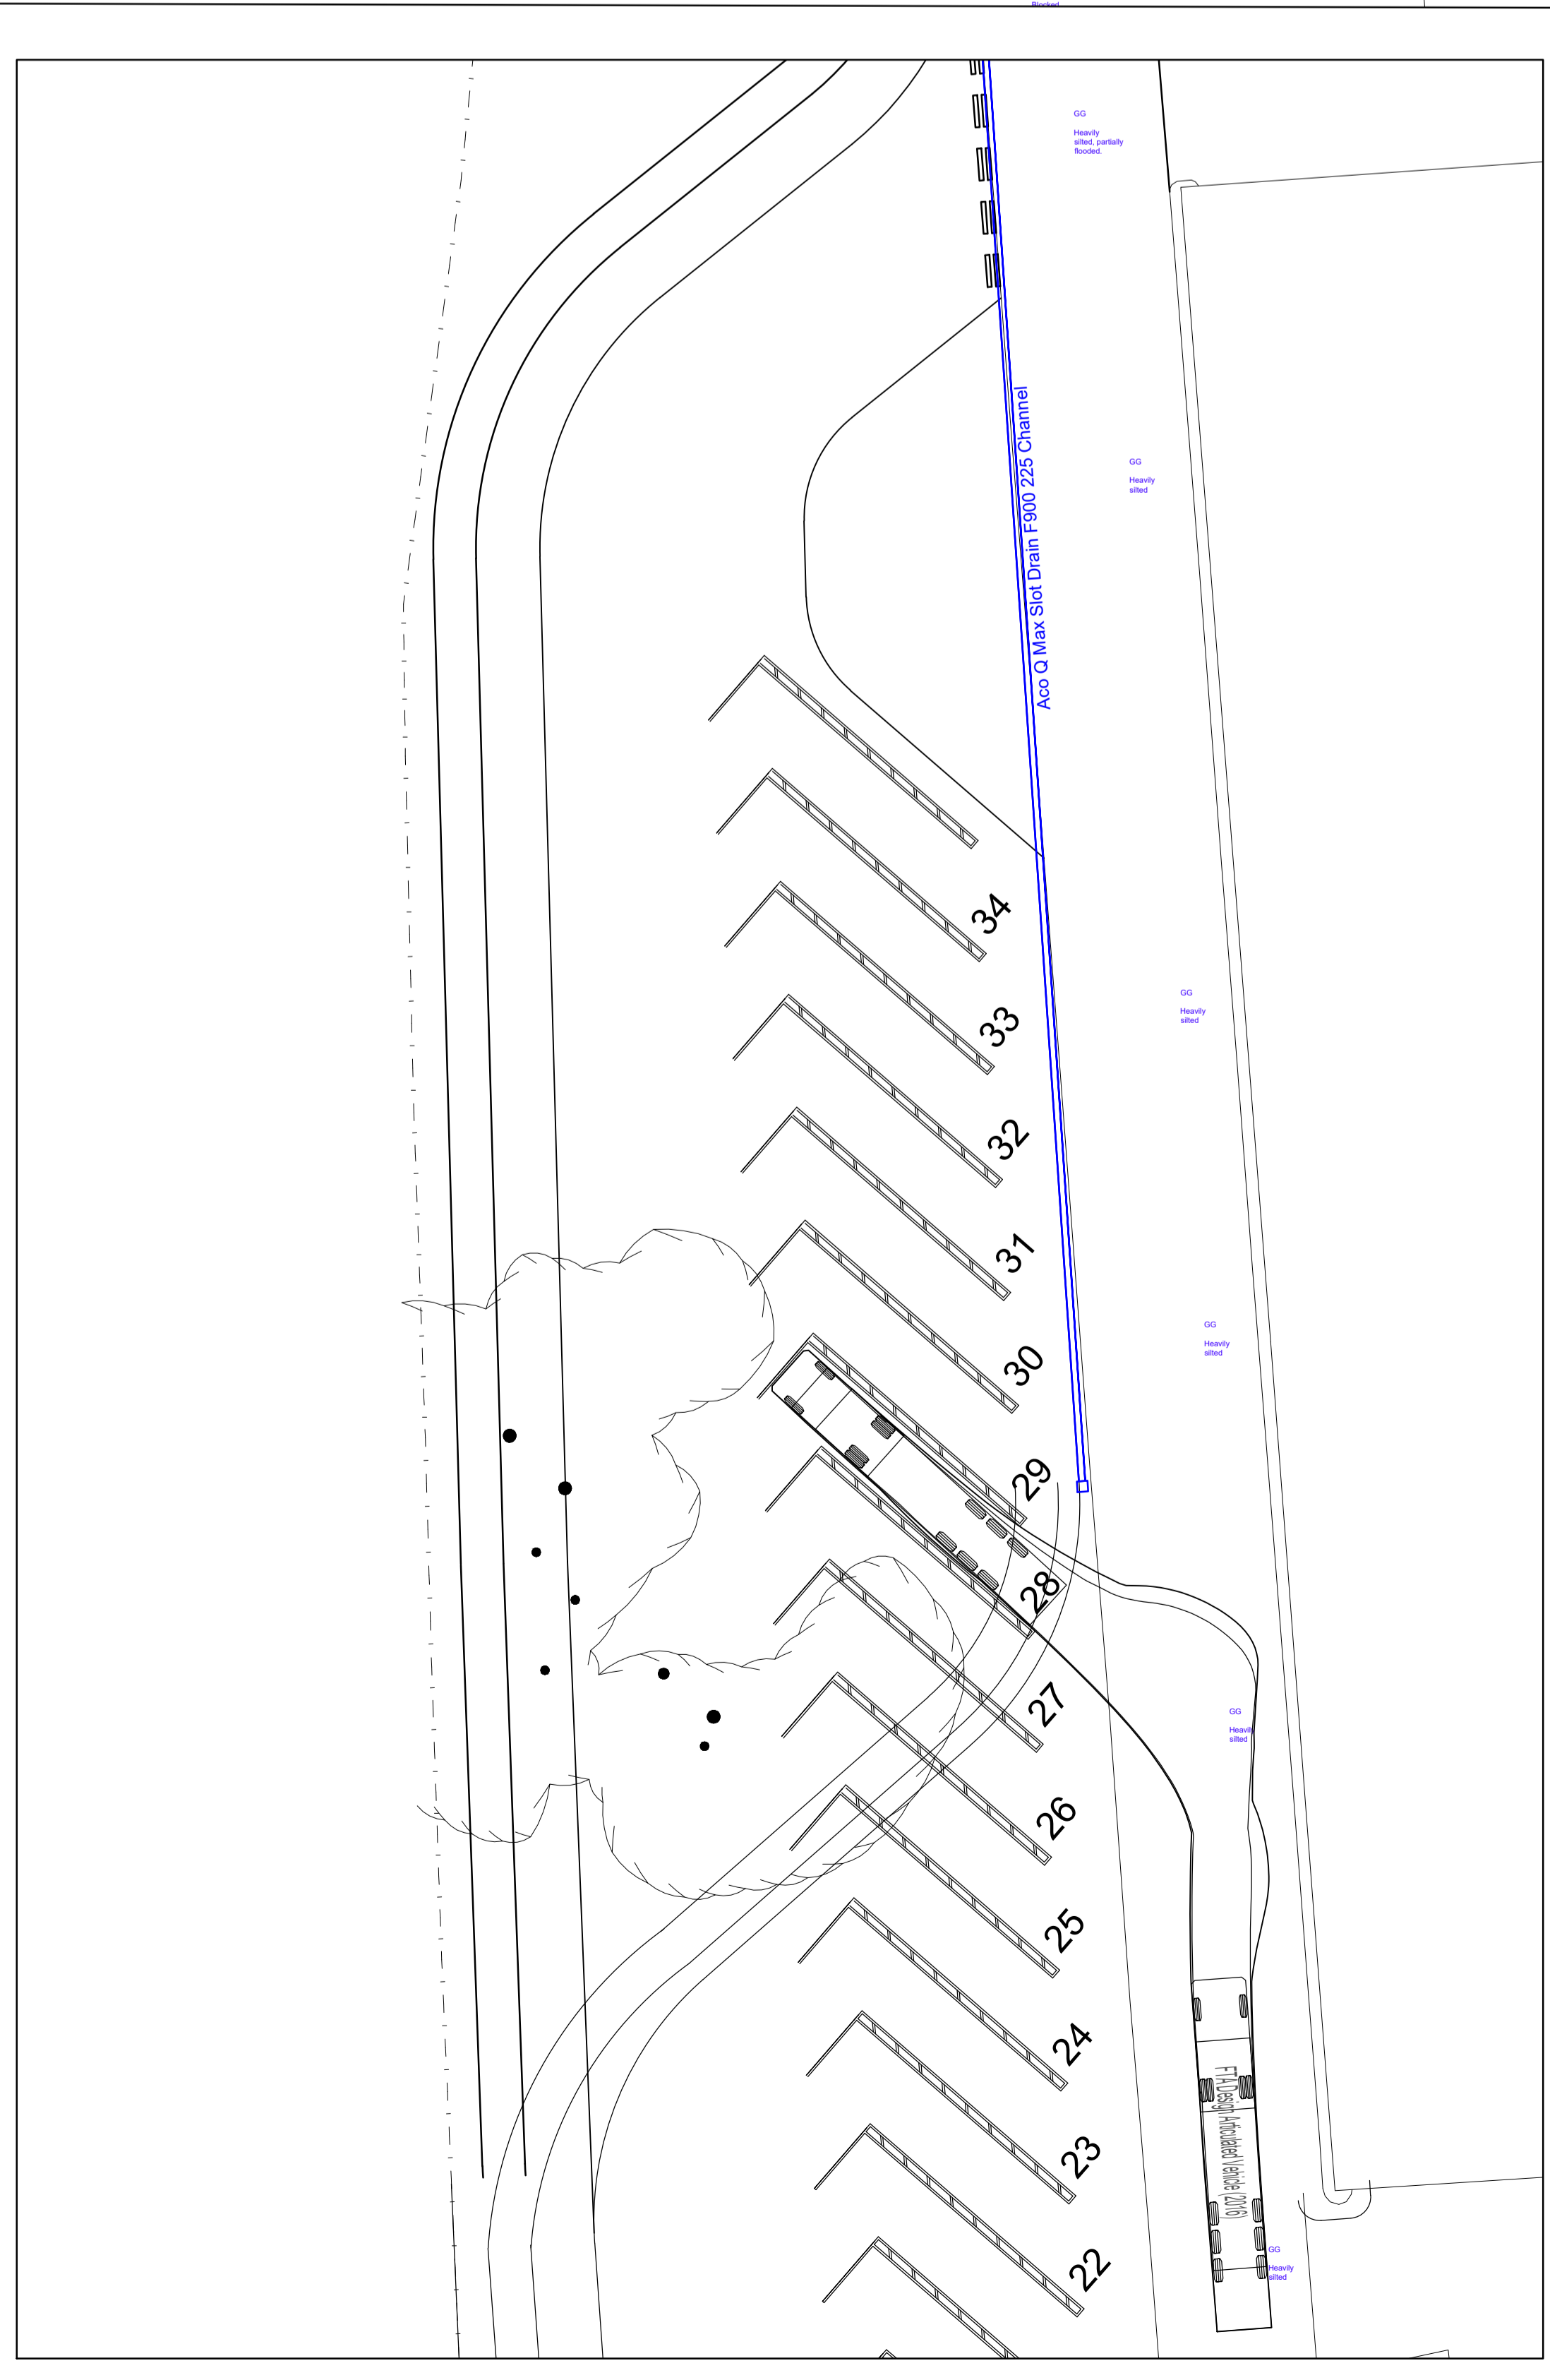 Blocked
GG
Heavily
silted, partially
flooded.
Aco Q Max Slot Drain F900 225 Channel
GG
Heavily
silted
34
GG
Heavily
silted
33
32
31
GG
Heavily
silted
30
29
28
27
GG
Heavily
silted
26
25
24
23
FTA Design Articulated Vehicle (2016)
22
GG
Heavily
silted